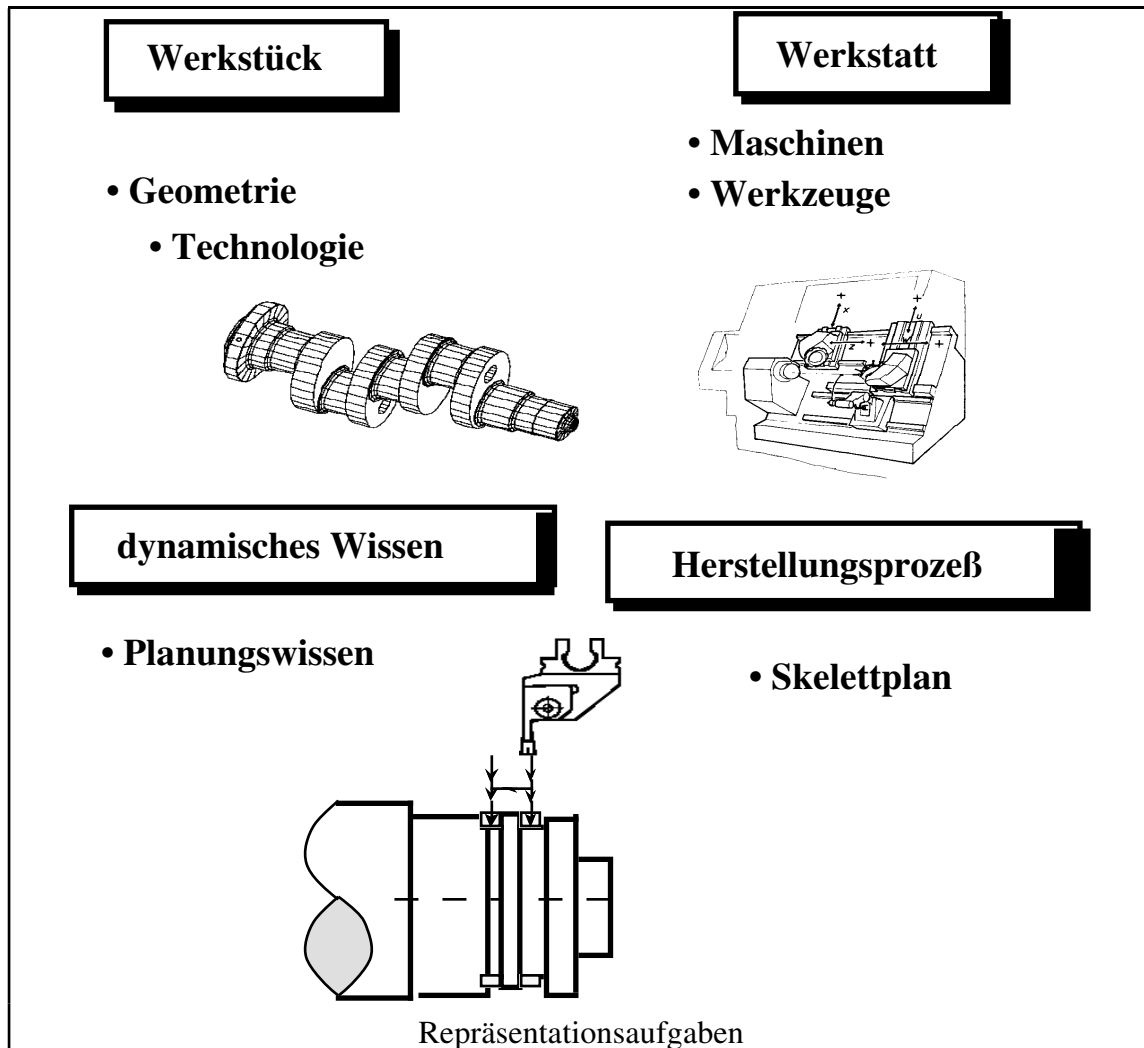 Werkstück
Werkstatt
• Geometrie
• Technologie
• Maschinen
• Werkzeuge
+
x
z
+
+
u
+
dynamisches Wissen
Herstellungsprozeß
• Planungswissen
• Skelettplan
Repräsentationsaufgaben